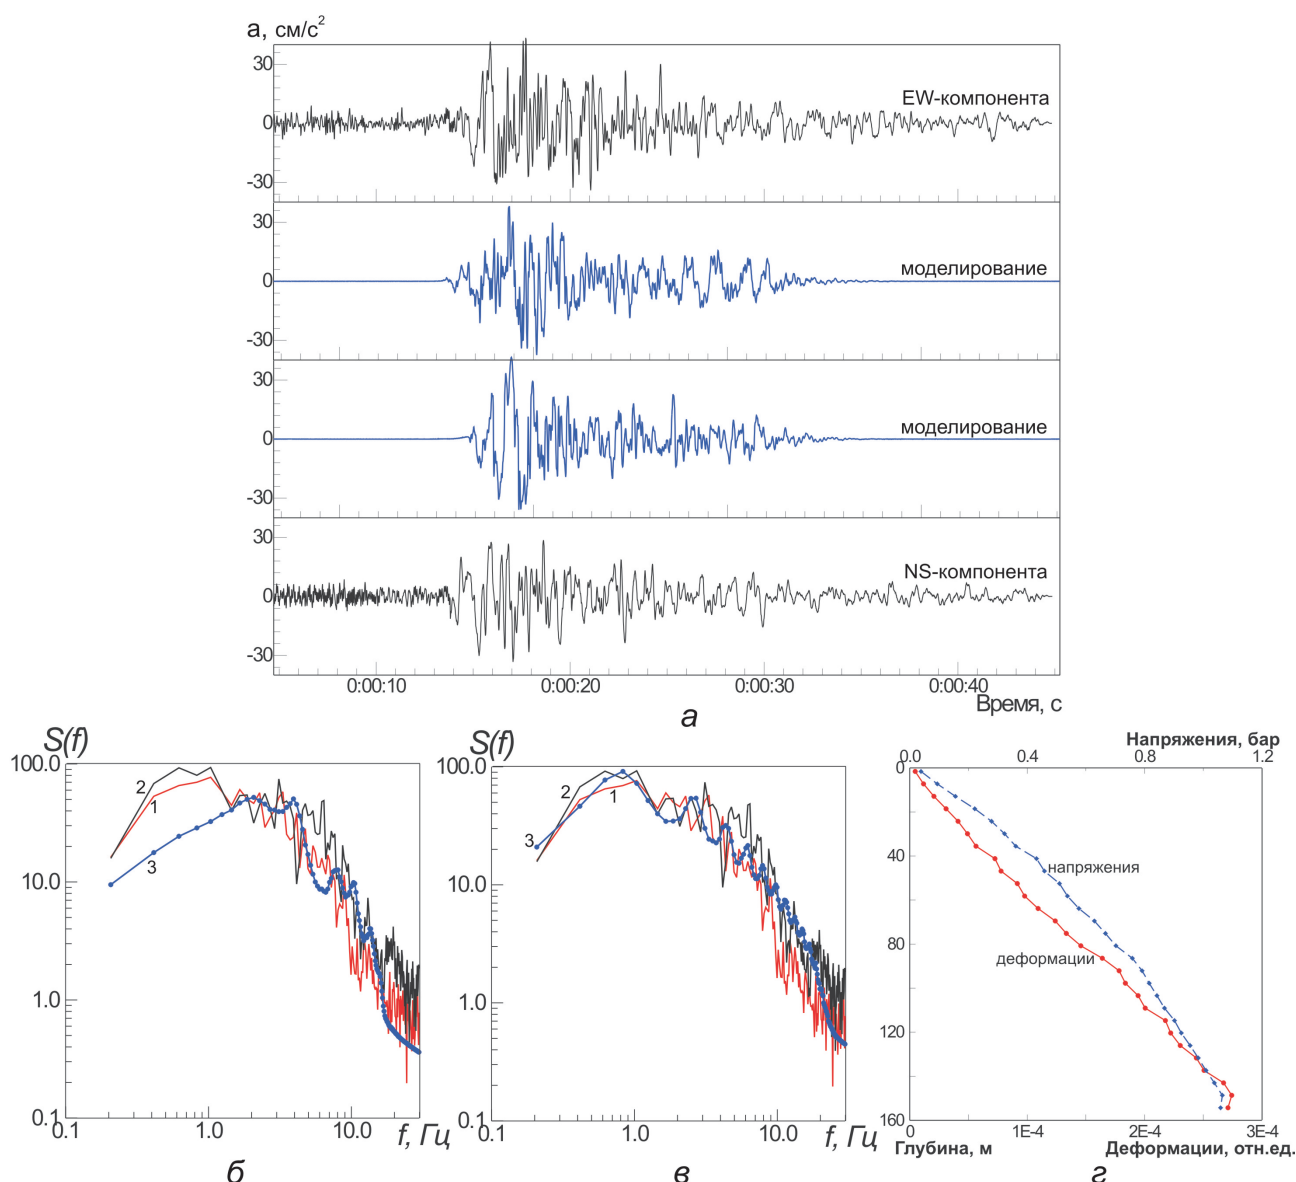 а, см/с²
30
0
-30
EW-компонента
30
0
-30
моделирование
30
0
-30
моделирование
30
0
-30
NS-компонента
0:00:10 0:00:20 0:00:30 0:00:40
Время, с
а
S(f)
100.0
10.0
1.0
0.1
2
1
3
0.1 1.0 10.0
f, Гц
б
S(f)
100.0
10.0
1.0
0.1
2
1
3
0.1 1.0 10.0
f, Гц
в
Напряжения, бар
0.0 0.4 0.8 1.2
0
40
80
120
160
напряжения
деформации
0 1E-4 2E-4 3E-4
Глубина, м Деформации, отн.ед.
г